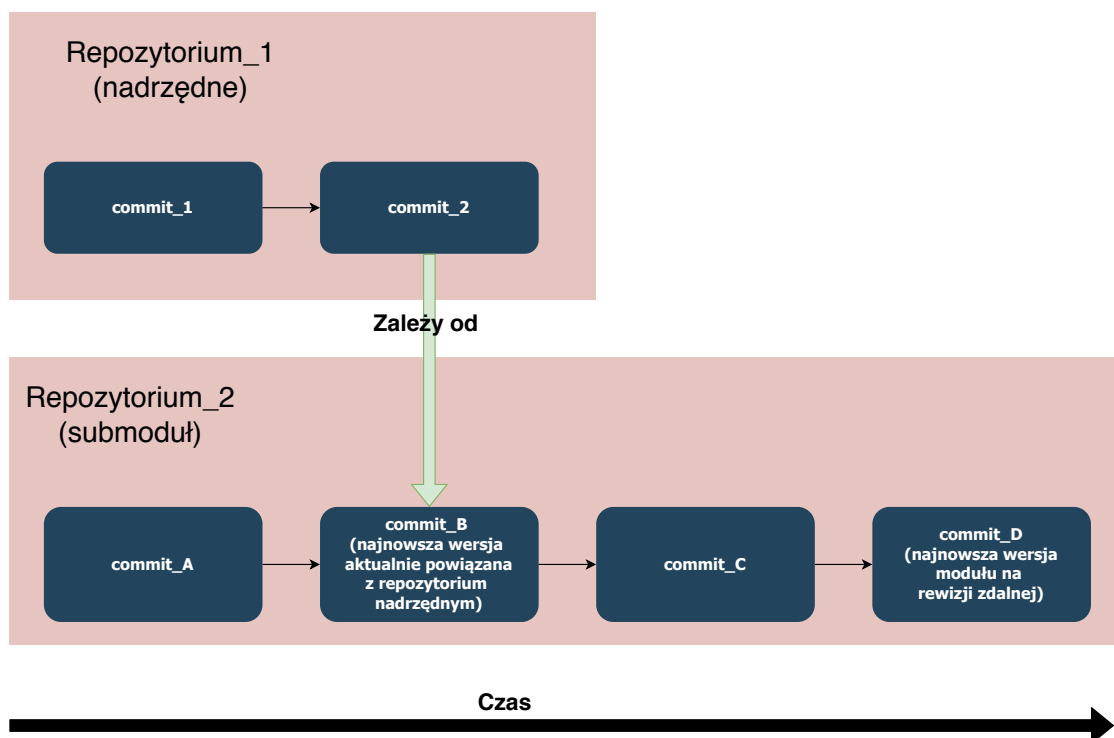 Repozytorium_1
(nadrzędne)
commit_1
commit_2
Zależy od
Repozytorium_2
(submoduł)
commit_A
commit_B
(najnowsza wersja
aktualnie powiązana
z repozytorium
nadrzędnym)
commit_C
commit_D
(najnowsza wersja
modułu na
rewizji zdalnej)
Czas